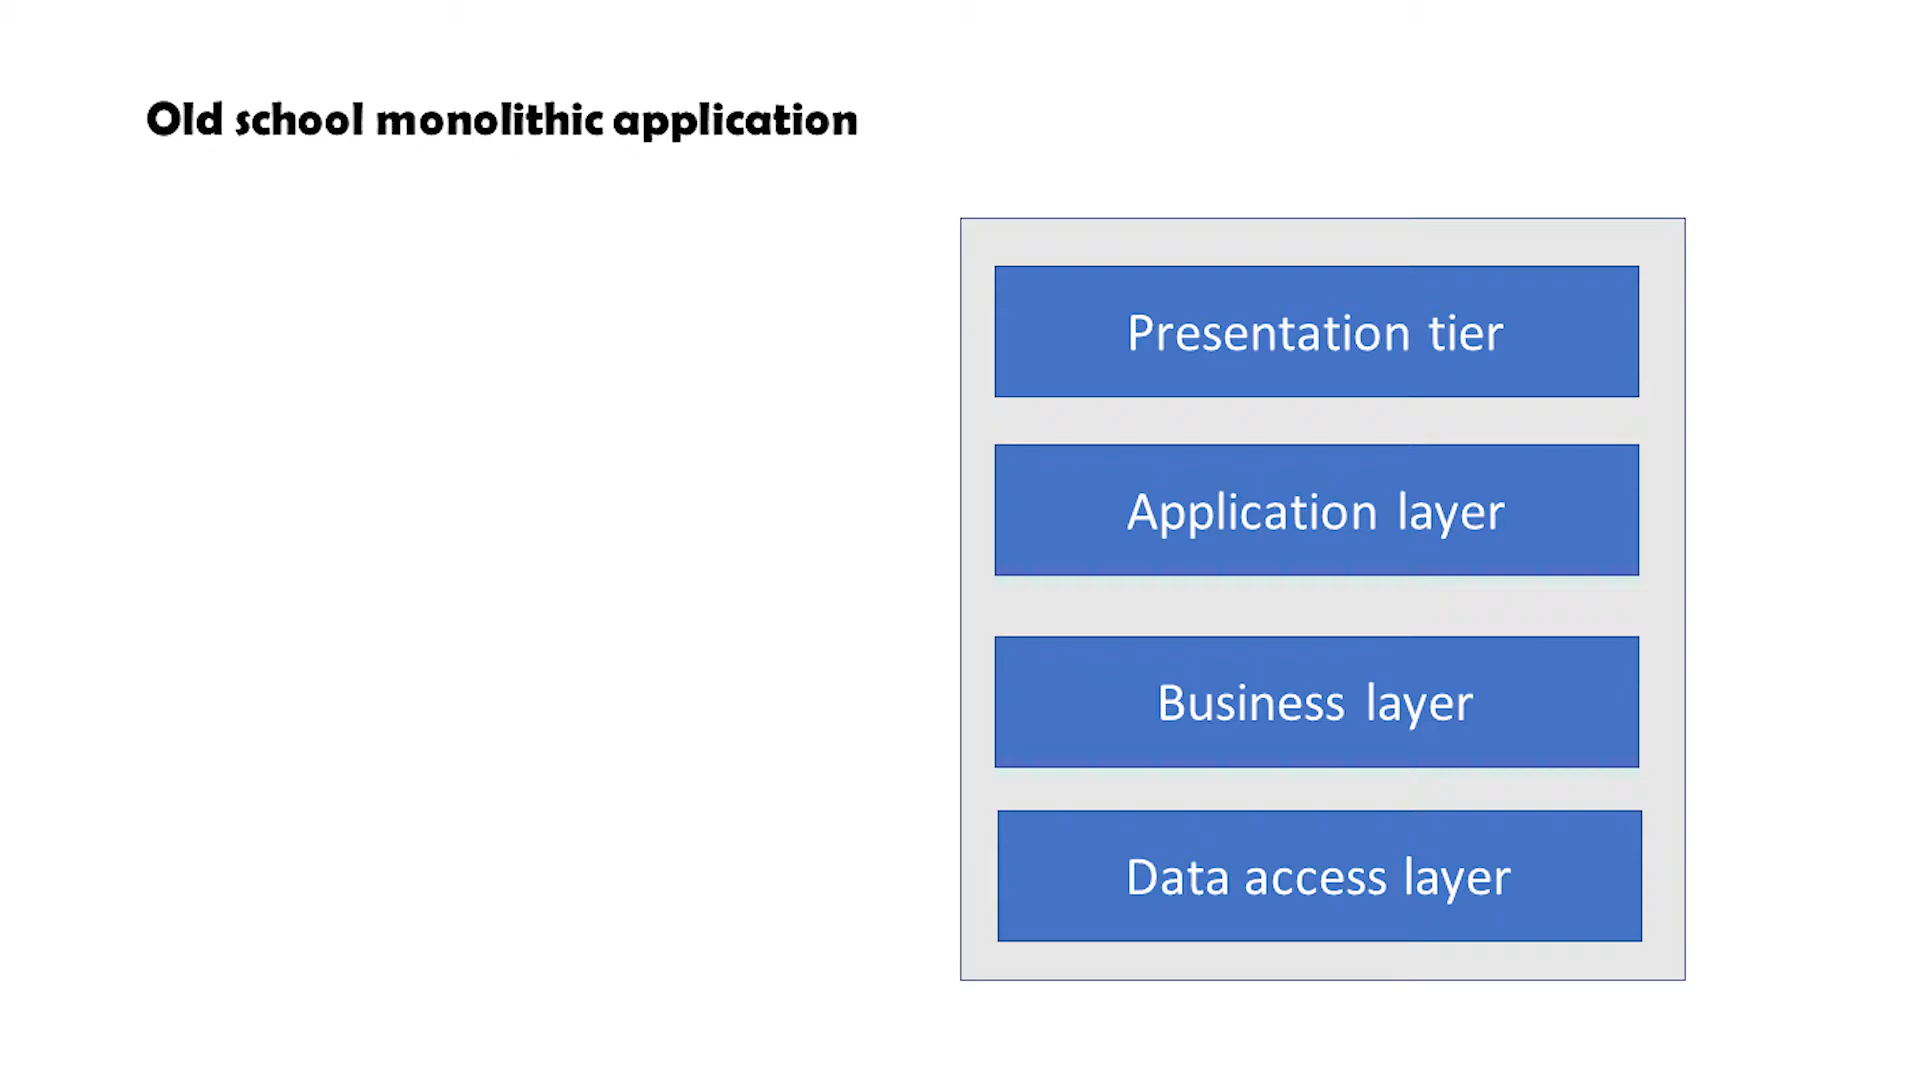 Old school monolithic application
Presentation tier
Application layer
Business layer
Data access layer